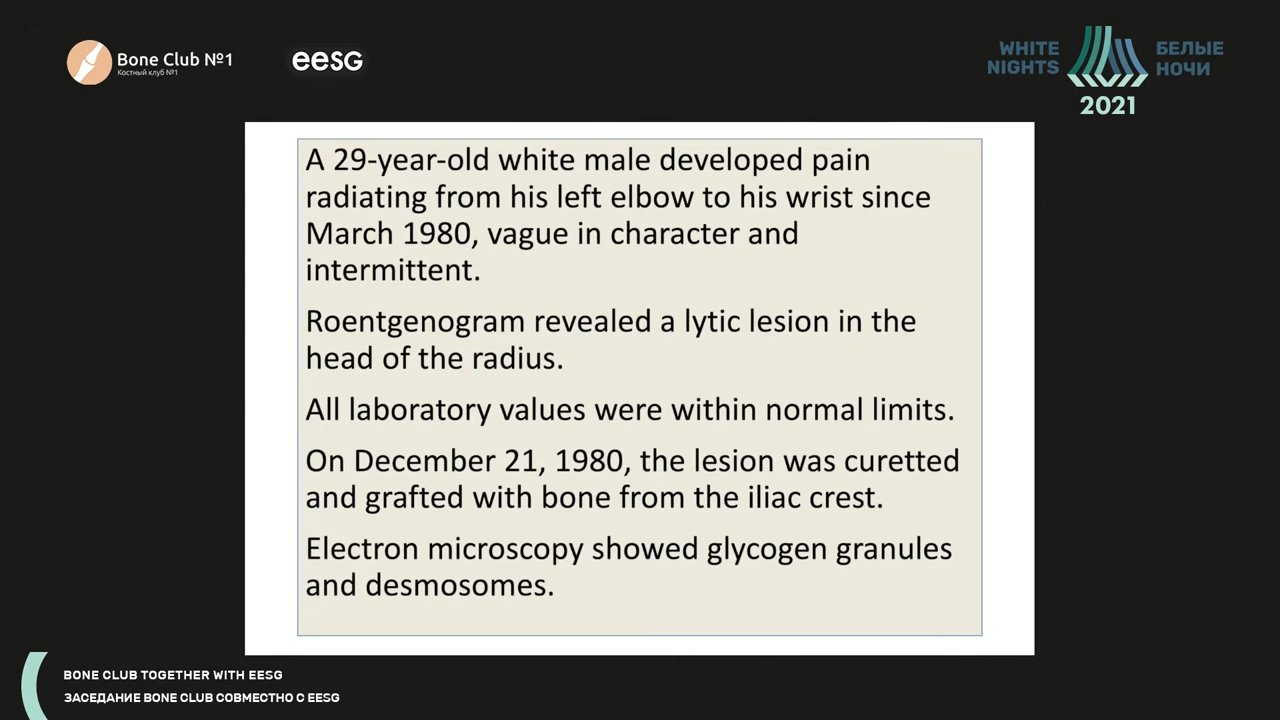 Bone Club №1
Костный клуб №1
eesg
WHITE
NIGHTS
БЕЛЫЕ
НОЧИ
2021
A 29-year-old white male developed pain
radiating from his left elbow to his wrist since
March 1980, vague in character and
intermittent.
Roentgenogram revealed a lytic lesion in the
head of the radius.
All laboratory values were within normal limits.
On December 21, 1980, the lesion was curetted
and grafted with bone from the iliac crest.
Electron microscopy showed glycogen granules
and desmosomes.
BONE CLUB TOGETHER WITH EESG
ЗАСЕДАНИЕ BONE CLUB СОВМЕСТНО С EESG